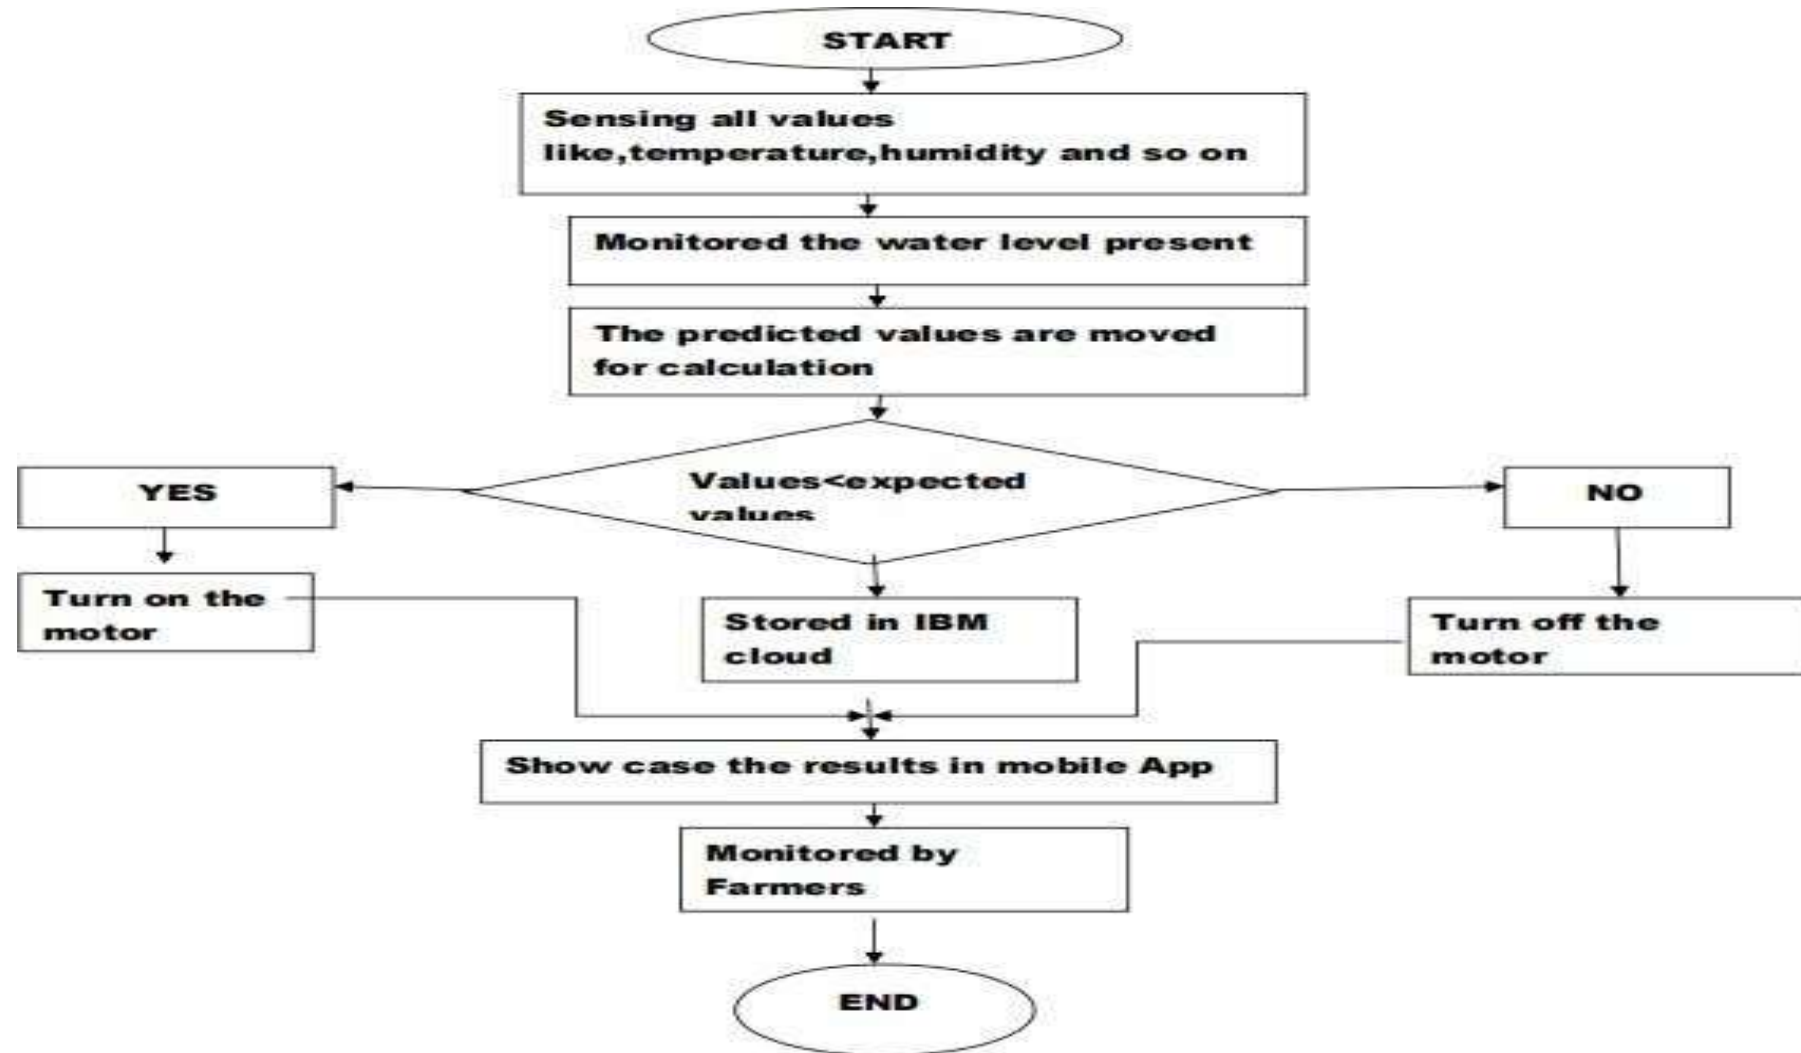 START
Sensing all values
like,temperature,humidity and so on
Monitored the water level present
The predicted values are moved
for calculation
Values<expected
values
YES
NO
Turn on the
motor
Stored in IBM
cloud
Turn off the
motor
Show case the results in mobile App
Monitored by
Farmers
END